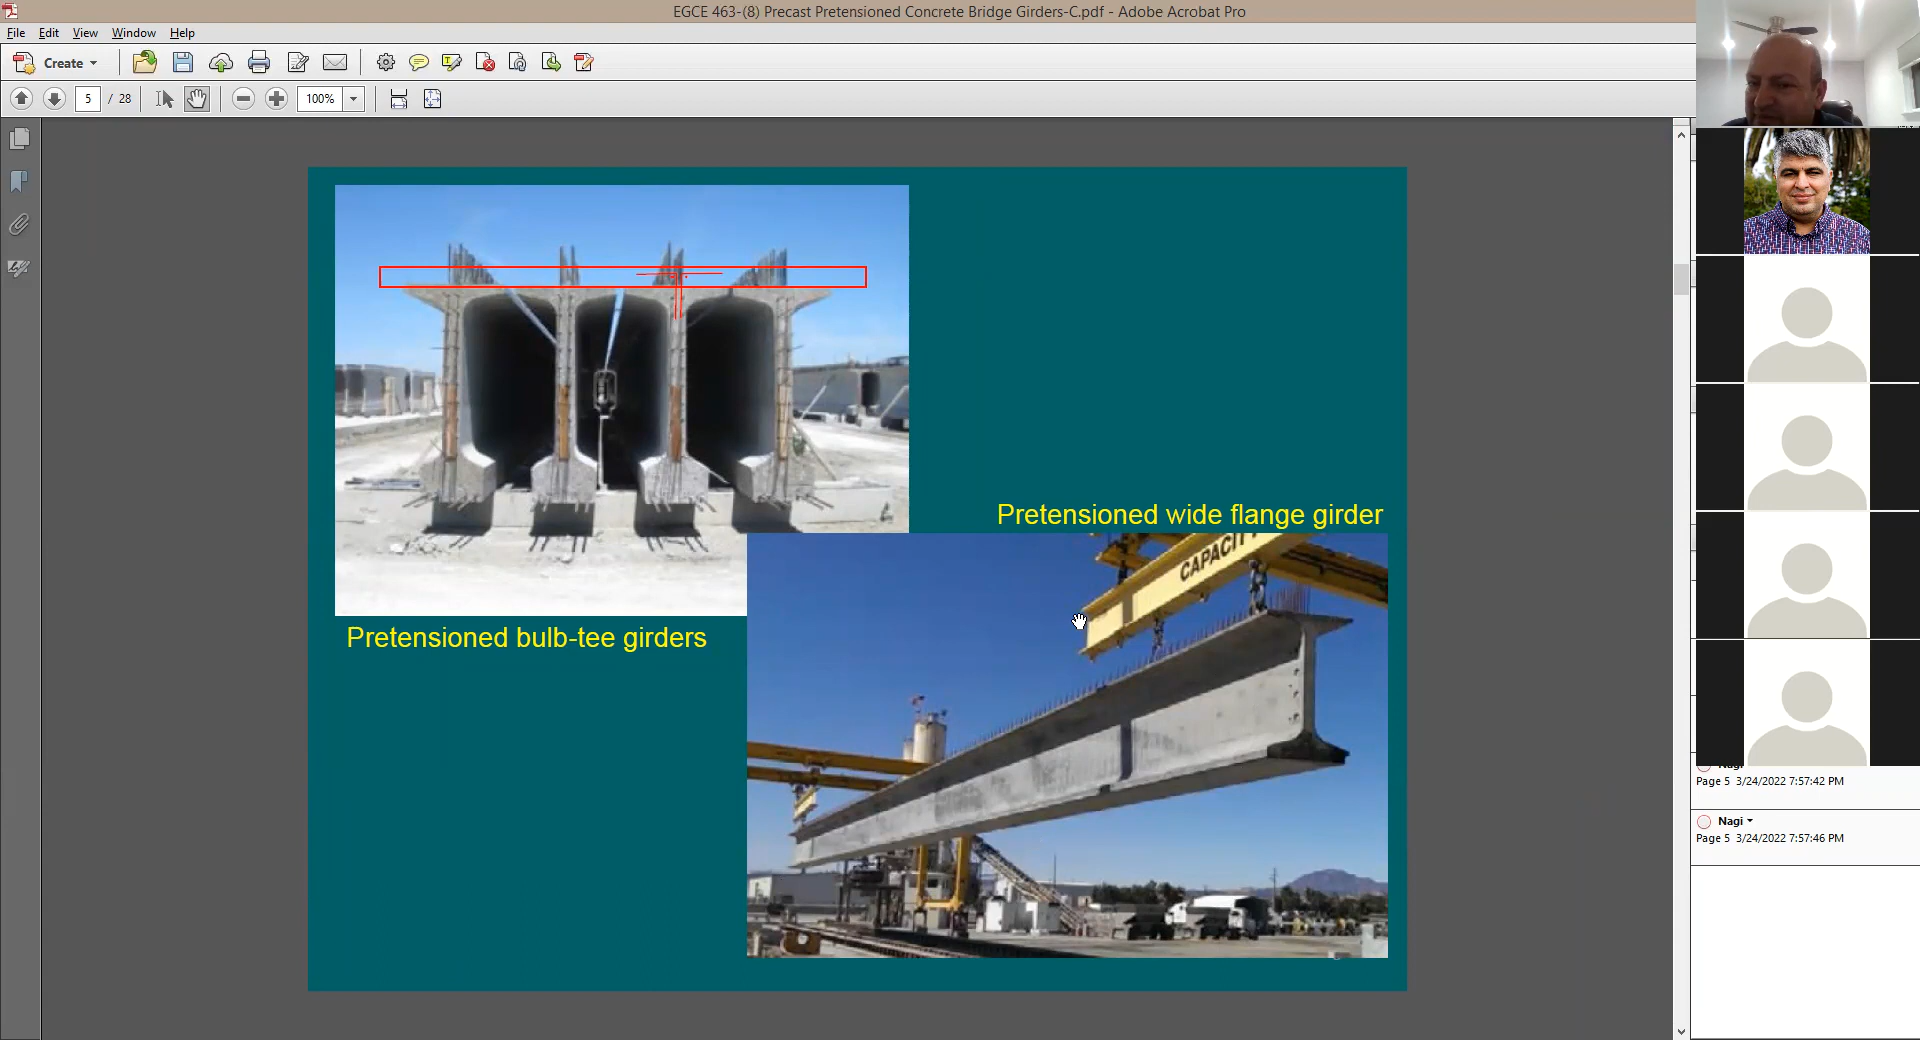 EGCE 463-(8) Precast Pretensioned Concrete Bridge Girders-C.pdf - Adobe Acrobat Pro
File Edit View Window Help
Create
5 / 28 100%
Pretensioned wide flange girder
CAPACIT
Pretensioned bulb-tee girders
Page 5 3/24/2022 7:57:42 PM
Nagi
Page 5 3/24/2022 7:57:46 PM